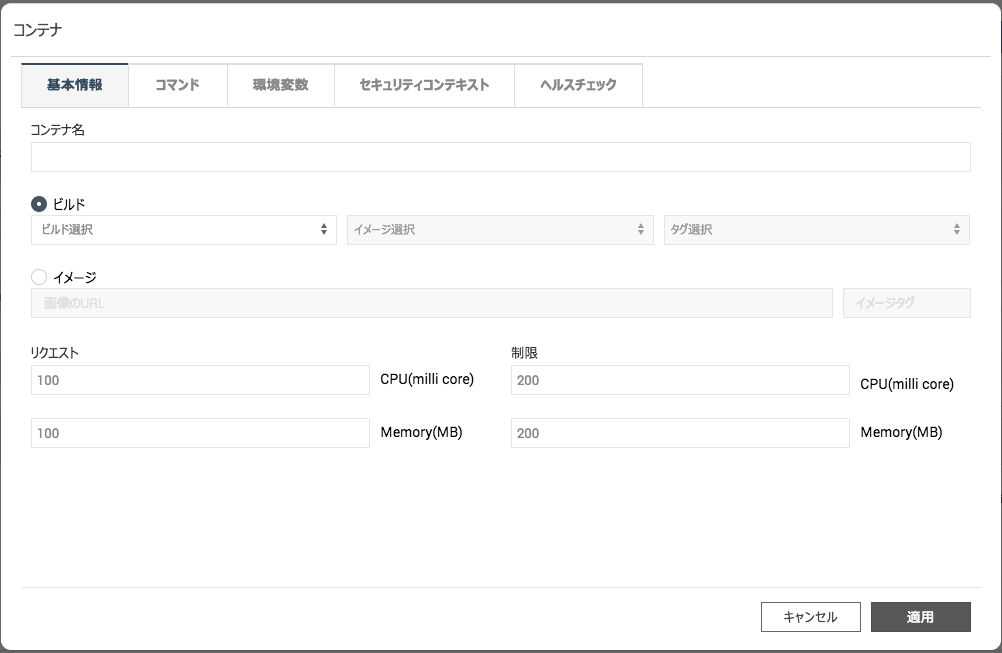 コンテナ
基本情報 コマンド 環境変数 セキュリティコンテキスト ヘルスチェック
コンテナ名
ビルド
ビルド選択 イメージ選択 タグ選択
イメージ
画像のURL イメージタグ
リクエスト 制限
100 CPU(milli core) 200 CPU(milli core)
100 Memory(MB) 200 Memory(MB)
キャンセル 適用